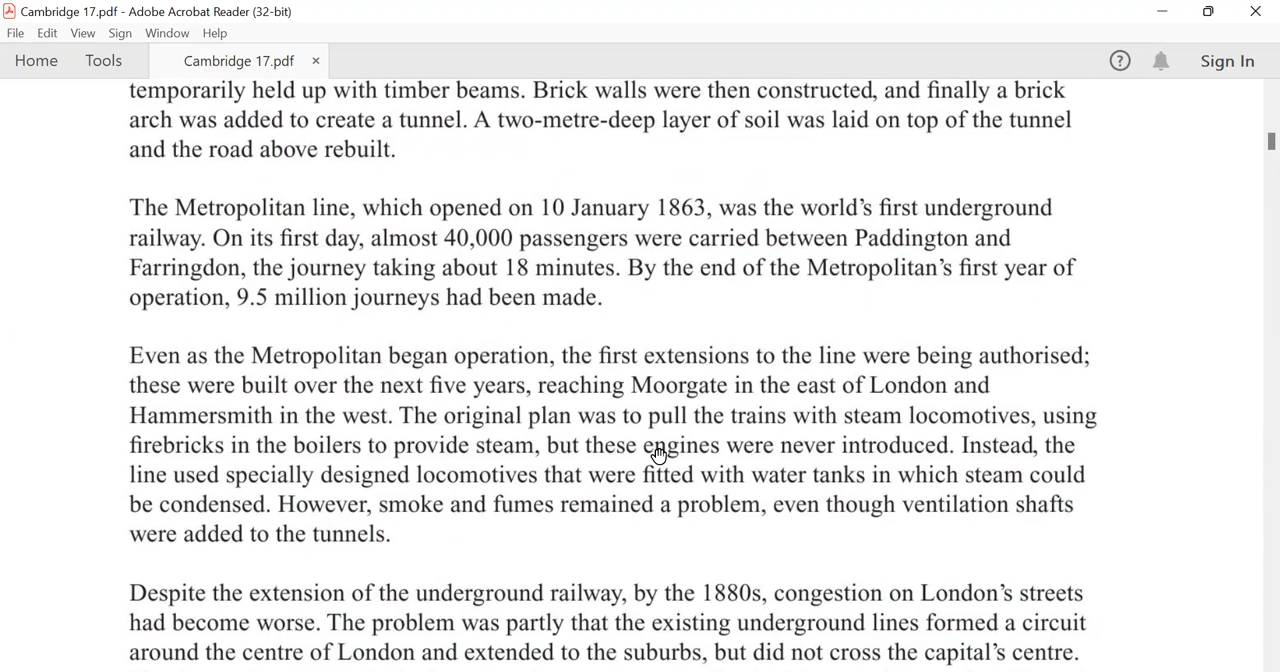 Cambridge 17.pdf - Adobe Acrobat Reader (32-bit)
File Edit View Sign Window Help
Home Tools Cambridge 17.pdf × ? Sign In
temporarily held up with timber beams. Brick walls were then constructed, and finally a brick
arch was added to create a tunnel. A two-metre-deep layer of soil was laid on top of the tunnel
and the road above rebuilt.
The Metropolitan line, which opened on 10 January 1863, was the world’s first underground
railway. On its first day, almost 40,000 passengers were carried between Paddington and
Farringdon, the journey taking about 18 minutes. By the end of the Metropolitan’s first year of
operation, 9.5 million journeys had been made.
Even as the Metropolitan began operation, the first extensions to the line were being authorised;
these were built over the next five years, reaching Moorgate in the east of London and
Hammersmith in the west. The original plan was to pull the trains with steam locomotives, using
firebricks in the boilers to provide steam, but these engines were never introduced. Instead, the
line used specially designed locomotives that were fitted with water tanks in which steam could
be condensed. However, smoke and fumes remained a problem, even though ventilation shafts
were added to the tunnels.
Despite the extension of the underground railway, by the 1880s, congestion on London’s streets
had become worse. The problem was partly that the existing underground lines formed a circuit
around the centre of London and extended to the suburbs, but did not cross the capital’s centre.